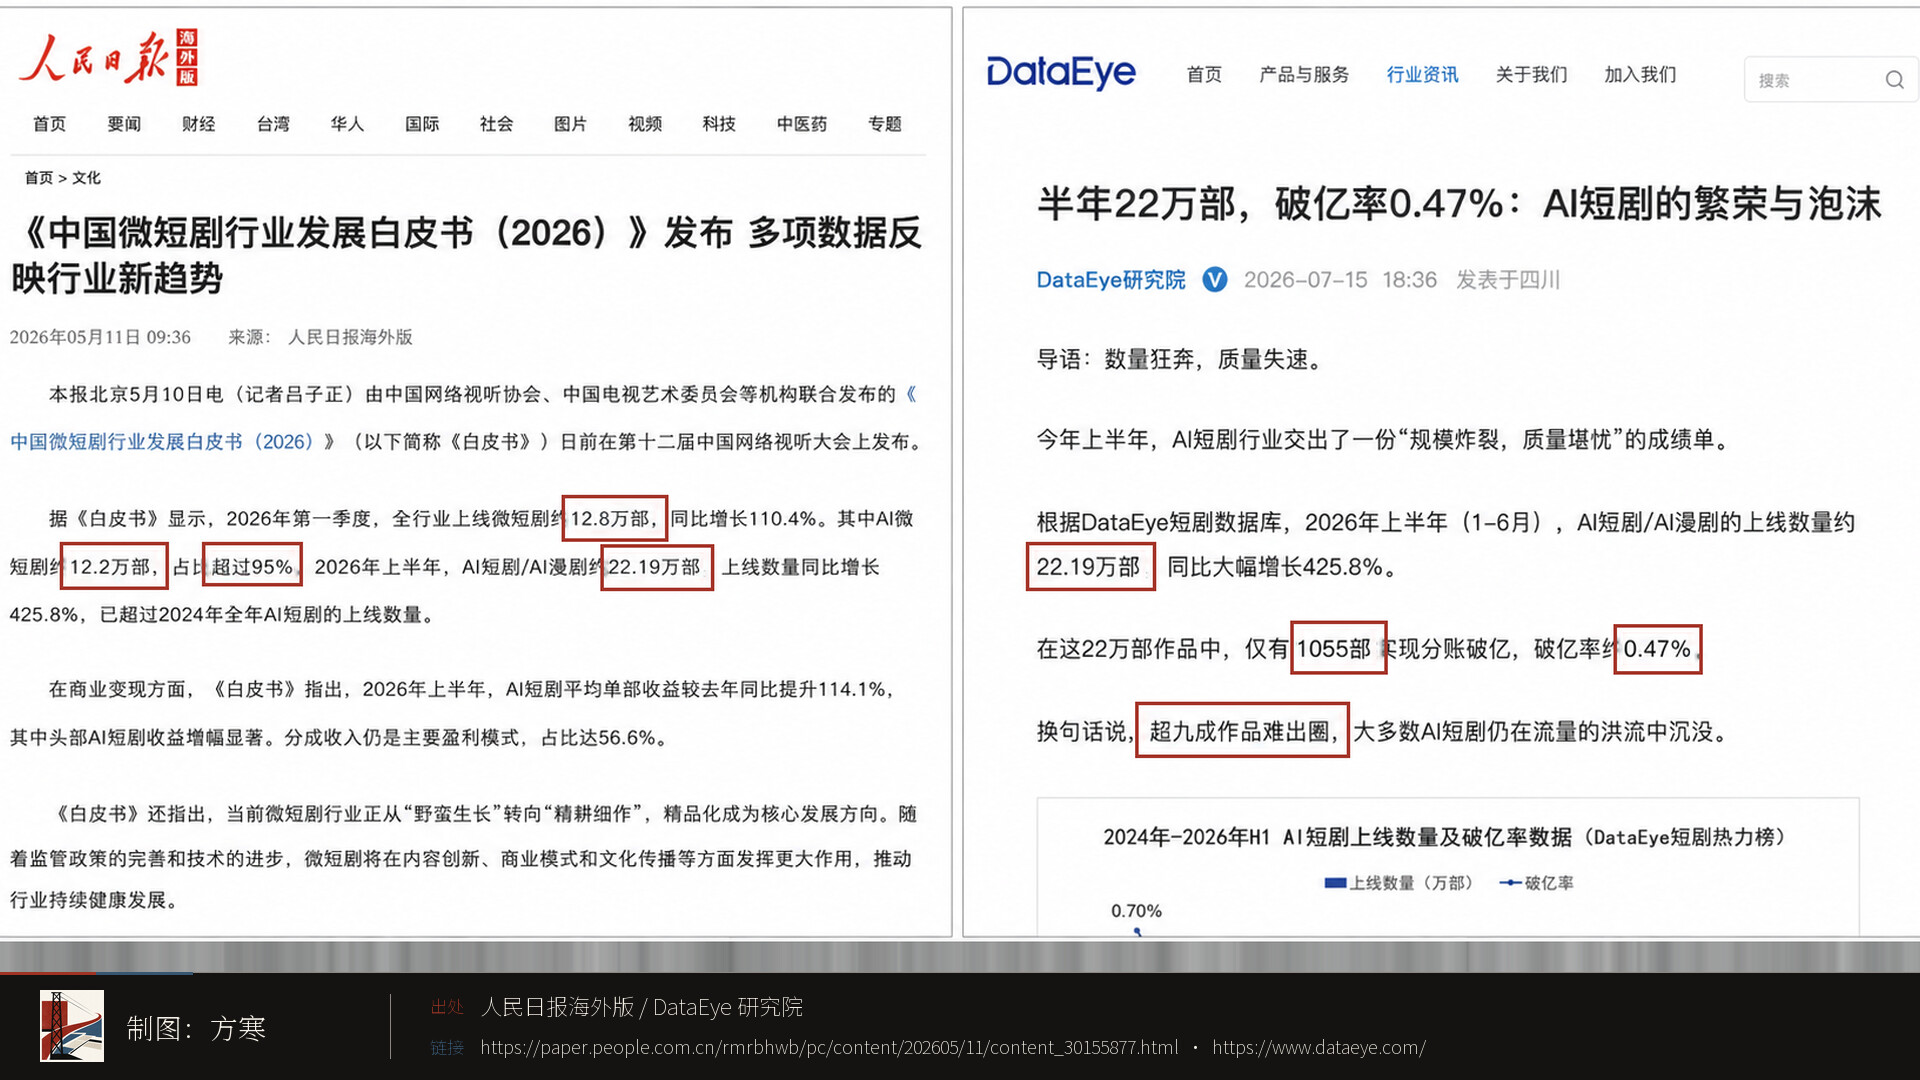 人民日报 海外版
首页 要闻 财经 台湾 华人 国际 社会 图片 视频 科技 中医药 专题
首页 > 文化
《中国微短剧行业发展白皮书（2026）》发布 多项数据反
映行业新趋势
2026年05月11日 09:36 来源： 人民日报海外版
本报北京5月10日电（记者吕子正）由中国网络视听协会、中国电视艺术委员会等机构联合发布的《
中国微短剧行业发展白皮书（2026）》（以下简称《白皮书》）日前在第十二届中国网络视听大会上发布。
据《白皮书》显示，2026年第一季度，全行业上线微短剧约12.8万部，同比增长110.4%。其中AI微
短剧约12.2万部，占比超过95%。2026年上半年，AI短剧/AI漫剧约22.19万部 上线数量同比增长
425.8%，已超过2024年全年AI短剧的上线数量。
在商业变现方面，《白皮书》指出，2026年上半年，AI短剧平均单部收益较去年同比提升114.1%，
其中头部AI短剧收益增幅显著。分成收入仍是主要盈利模式，占比达56.6%。
《白皮书》还指出，当前微短剧行业正从“野蛮生长”转向“精耕细作”，精品化成为核心发展方向。随
着监管政策的完善和技术的进步，微短剧将在内容创新、商业模式和文化传播等方面发挥更大作用，推动
行业持续健康发展。
DataEye 首页 产品与服务 行业资讯 关于我们 加入我们 搜索
半年22万部，破亿率0.47%：AI短剧的繁荣与泡沫
DataEye研究院 V 2026-07-15 18:36 发表于四川
导语：数量狂奔，质量失速。
今年上半年，AI短剧行业交出了一份“规模炸裂，质量堪忧”的成绩单。
根据DataEye短剧数据库，2026年上半年（1-6月），AI短剧/AI漫剧的上线数量约
22.19万部 同比大幅增长425.8%。
在这22万部作品中，仅有1055部实现分账破亿，破亿率约0.47%。
换句话说，超九成作品难出圈，大多数AI短剧仍在流量的洪流中沉没。
2024年-2026年H1 AI短剧上线数量及破亿率数据（DataEye短剧热力榜）
上线数量（万部） 破亿率
0.70%
制图：方寒
出处 人民日报海外版 / DataEye 研究院
链接 https://paper.people.com.cn/rmrbhwb/pc/content/202605/11/content_30155877.html · https://www.dataeye.com/